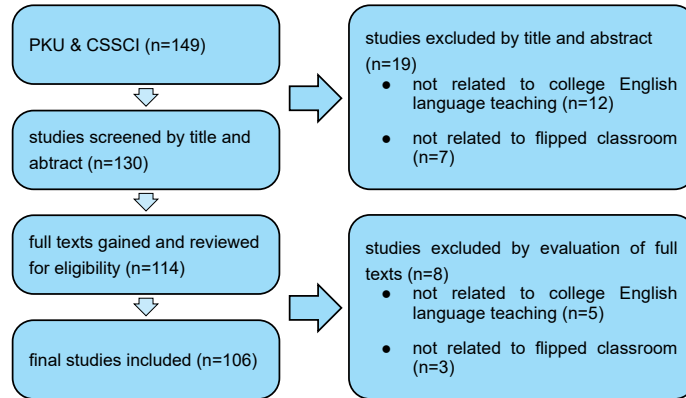 PKU & CSSCI (n=149)
studies excluded by title and abstract
(n=19)
● not related to college English
language teaching (n=12)
● not related to flipped classroom
(n=7)
studies screened by title and
abtract (n=130)
full texts gained and reviewed
for eligibility (n=114)
studies excluded by evaluation of full
texts (n=8)
● not related to college English
language teaching (n=5)
● not related to flipped classroom
(n=3)
final studies included (n=106)